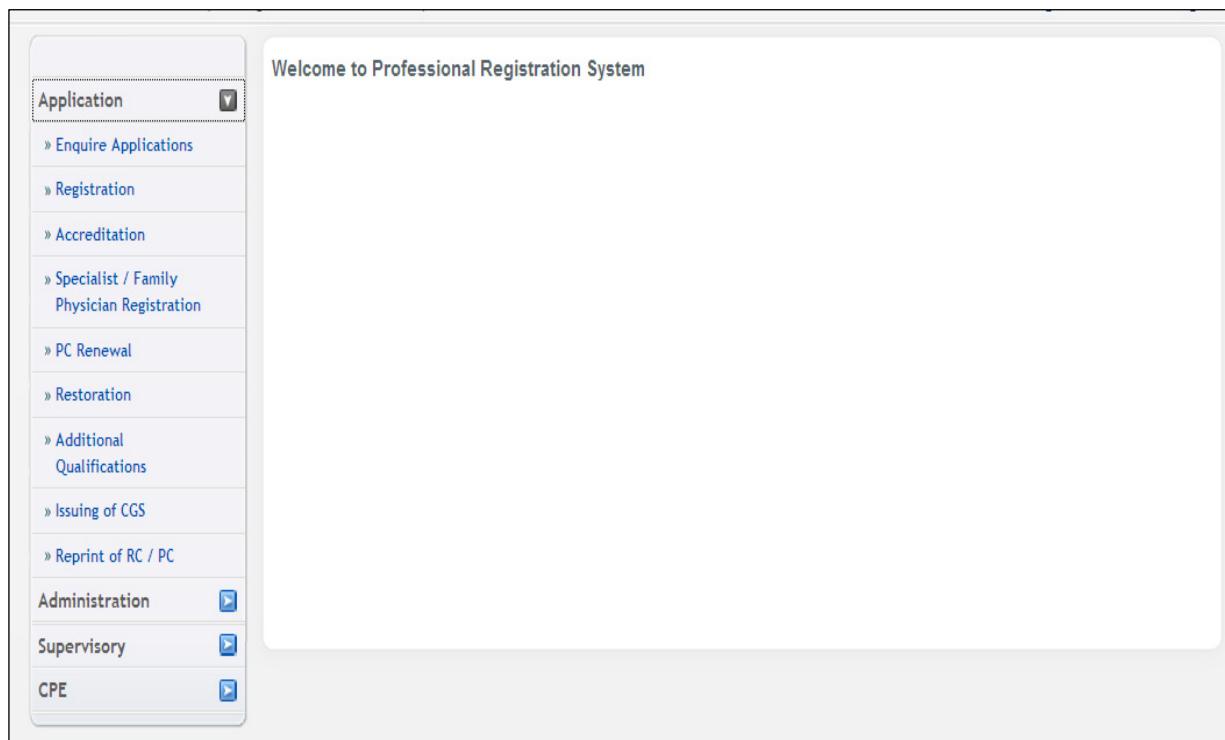 Welcome to Professional Registration System
Application
» Enquire Applications
» Registration
» Accreditation
» Specialist / Family
Physician Registration
» PC Renewal
» Restoration
» Additional
Qualifications
» Issuing of CGS
» Reprint of RC / PC
Administration
Supervisory
CPE